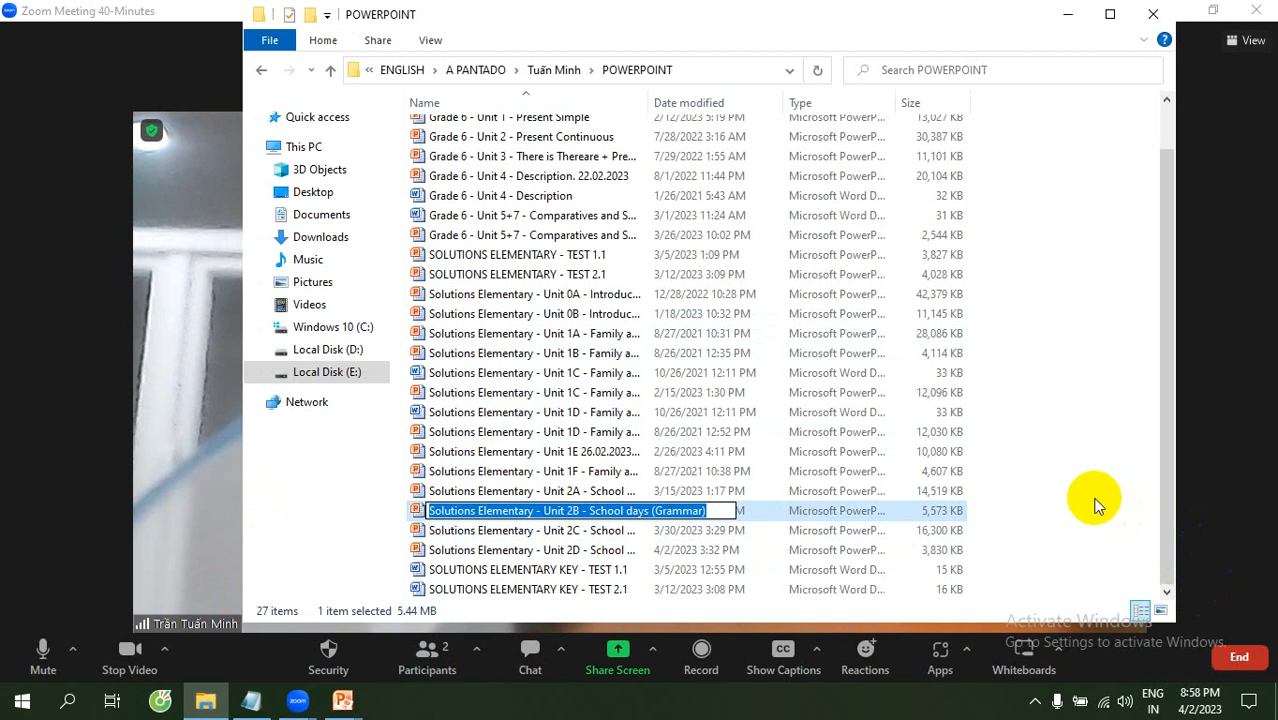 Zoom Meeting 40-Minutes
POWERPOINT
View
File
Home
Share
View
ENGLISH
A PANTADO
Tuấn Minh
POWERPOINT
Search POWERPOINT
Name
Date modified
Type
Size
Quick access
This PC
3D Objects
Desktop
Documents
Downloads
Music
Pictures
Videos
Windows 10 (C:)
Local Disk (D:)
Local Disk (E:)
Network
Grade 6 - Unit 1 - Present Simple 2/12/2023 5:19 PM Microsoft PowerP... 13,027 KB
Grade 6 - Unit 2 - Present Continuous 7/28/2022 3:16 AM Microsoft PowerP... 30,387 KB
Grade 6 - Unit 3 - There is Thereare + Pre... 7/29/2022 1:55 AM Microsoft PowerP... 11,101 KB
Grade 6 - Unit 4 - Description. 22.02.2023 8/1/2022 11:44 PM Microsoft PowerP... 20,104 KB
Grade 6 - Unit 4 - Description 1/26/2021 5:43 AM Microsoft Word D... 32 KB
Grade 6 - Unit 5+7 - Comparatives and S... 3/1/2023 11:24 AM Microsoft Word D... 31 KB
Grade 6 - Unit 5+7 - Comparatives and S... 3/26/2023 10:02 PM Microsoft PowerP... 2,544 KB
SOLUTIONS ELEMENTARY - TEST 1.1 3/5/2023 1:09 PM Microsoft PowerP... 3,827 KB
SOLUTIONS ELEMENTARY - TEST 2.1 3/12/2023 3:09 PM Microsoft PowerP... 4,028 KB
Solutions Elementary - Unit 0A - Introduc... 12/28/2022 10:28 PM Microsoft PowerP... 42,379 KB
Solutions Elementary - Unit 0B - Introduc... 1/18/2023 10:32 PM Microsoft PowerP... 11,145 KB
Solutions Elementary - Unit 1A - Family a... 8/27/2021 10:31 PM Microsoft PowerP... 28,086 KB
Solutions Elementary - Unit 1B - Family a... 8/26/2021 12:35 PM Microsoft PowerP... 4,114 KB
Solutions Elementary - Unit 1C - Family a... 10/26/2021 12:11 PM Microsoft Word D... 33 KB
Solutions Elementary - Unit 1C - Family a... 2/15/2023 1:30 PM Microsoft PowerP... 12,096 KB
Solutions Elementary - Unit 1D - Family a... 10/26/2021 12:11 PM Microsoft Word D... 33 KB
Solutions Elementary - Unit 1D - Family a... 8/26/2021 12:52 PM Microsoft PowerP... 12,030 KB
Solutions Elementary - Unit 1E 26.02.2023... 2/26/2023 4:11 PM Microsoft PowerP... 10,080 KB
Solutions Elementary - Unit 1F - Family a... 8/27/2021 10:38 PM Microsoft PowerP... 4,607 KB
Solutions Elementary - Unit 2A - School ... 3/15/2023 1:17 PM Microsoft PowerP... 14,519 KB
Solutions Elementary - Unit 2B - School days (Grammar) M Microsoft PowerP... 5,573 KB
Solutions Elementary - Unit 2C - School ... 3/30/2023 3:29 PM Microsoft PowerP... 16,300 KB
Solutions Elementary - Unit 2D - School ... 4/2/2023 3:32 PM Microsoft PowerP... 3,830 KB
SOLUTIONS ELEMENTARY KEY - TEST 1.1 3/5/2023 12:55 PM Microsoft Word D... 15 KB
SOLUTIONS ELEMENTARY KEY - TEST 2.1 3/12/2023 3:08 PM Microsoft Word D... 16 KB
27 items 1 item selected 5.44 MB
Trần Tuấn Minh
Activate Windows
Go to Settings to activate Windows.
Mute
Stop Video
Security
Participants 2
Chat
Share Screen
Record
CC
Show Captions
Reactions
Apps
Whiteboards
End
zoom
ENG
IN
8:58 PM
4/2/2023